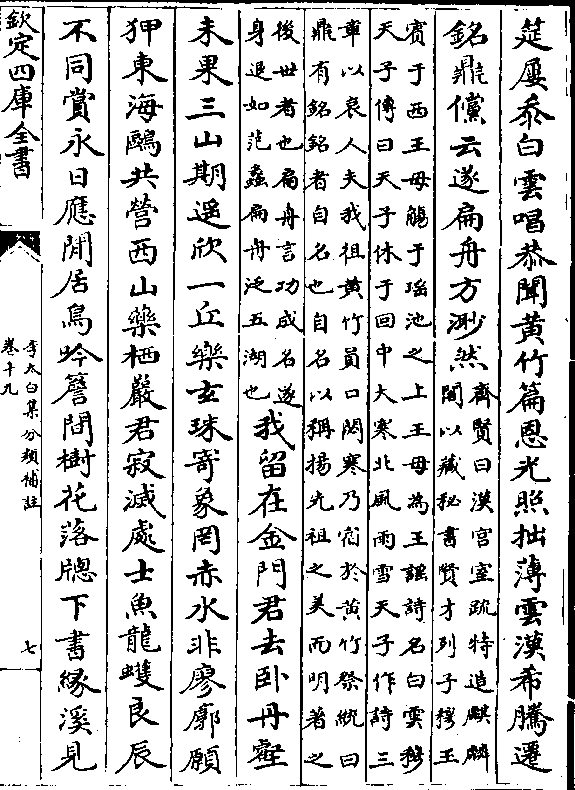 筵屢忝白雲唱恭聞黃竹篇恩光照拙薄雲漢希騰遷
銘鼎儻云遂扁舟方渺然
齊賢曰漢宮室疏特造麒麟
閣以藏秘書賢才列子穆王
賓于西王母觴于瑤池之上王母為王謡詩名白雲穆
天子傳曰天子休于回中大寒北風雨雪天子作詩三
章以哀人夫我祖黃竹員口閟寒乃宿於黃竹祭統曰
鼎有銘銘者自名也自名以稱揚先祖之美而明著之
後世者也扁舟言功成名遂
身退如范蠡扁舟泛五湖也
我留在金門君去卧丹壑
未果三山期遥欣一丘樂玄珠寄象罔赤水非廖廓願
狎東海鷗共營西山藥栖巖君寂滅處士魚龍蠖良辰
不同賞永日應閒居鳥吟簷間樹花落牕下書緣溪見
欽定四庫全書
李太白集分類補註
卷十九
七